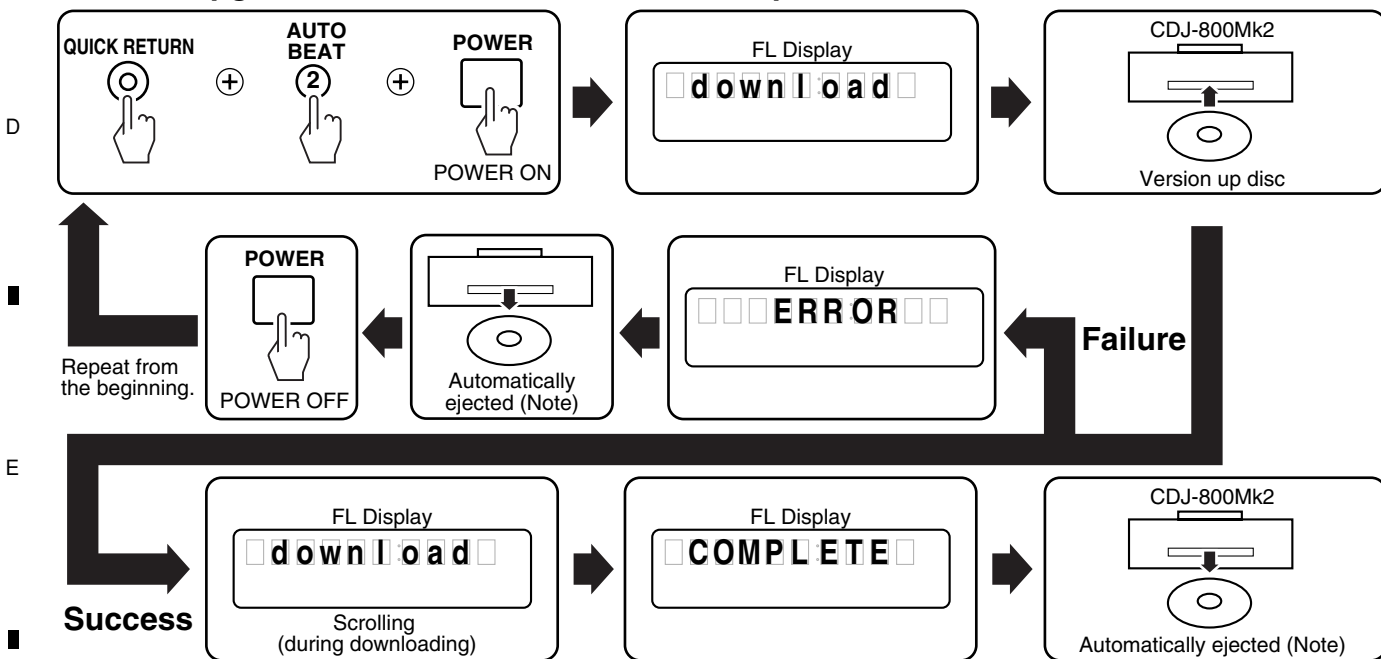 QUICK RETURN
+
AUTO
BEAT
2
+
POWER
POWER ON
FL Display
download
CDJ-800Mk2
Version up disc
D
POWER
POWER OFF
Automatically
ejected (Note)
FL Display
ERROR
Failure
Repeat from
the beginning.
E
Success
FL Display
download
Scrolling
(during downloading)
FL Display
COMPLETE
CDJ-800Mk2
Automatically ejected (Note)